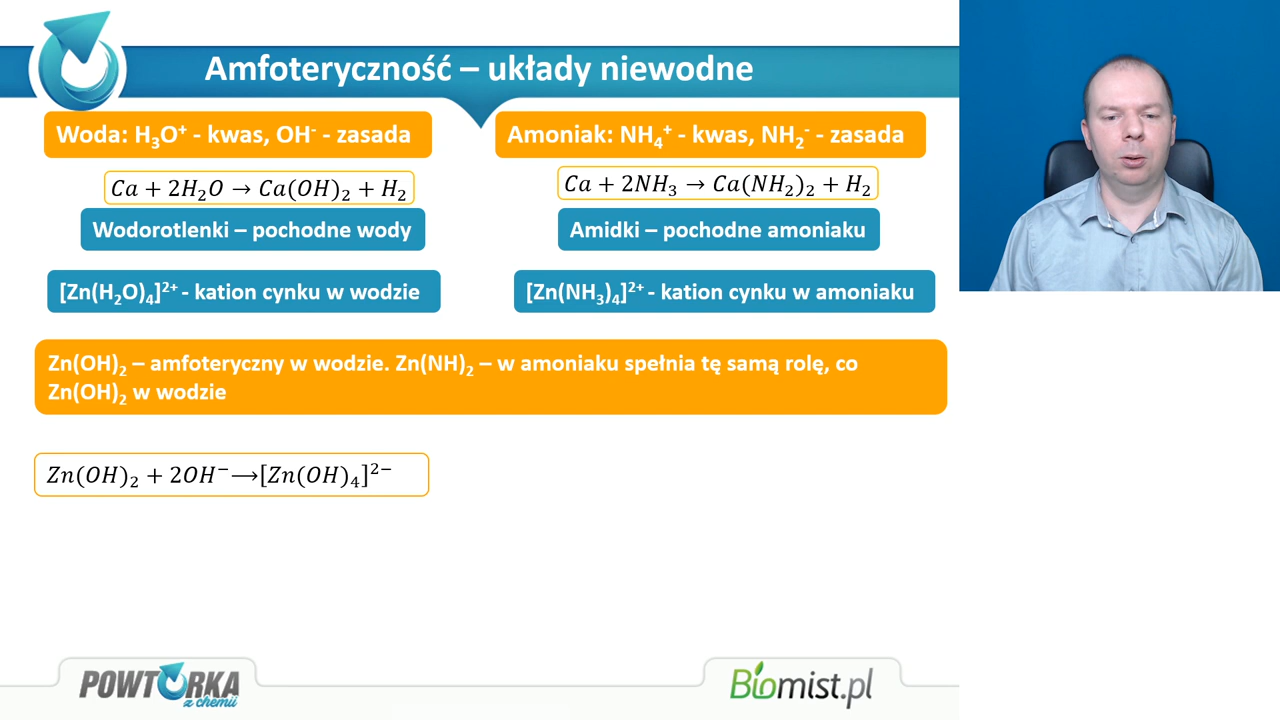 Amfoteryczność – układy niewodne
Woda: H₃O⁺ - kwas, OH⁻ - zasada
Amoniak: NH₄⁺ - kwas, NH₂⁻ - zasada
Ca + 2H₂O → Ca(OH)₂ + H₂
Ca + 2NH₃ → Ca(NH₂)₂ + H₂
Wodorotlenki – pochodne wody
Amidki – pochodne amoniaku
[Zn(H₂O)₄]²⁺ - kation cynku w wodzie
[Zn(NH₃)₄]²⁺ - kation cynku w amoniaku
Zn(OH)₂ – amfoteryczny w wodzie. Zn(NH)₂ – w amoniaku spełnia tę samą rolę, co
Zn(OH)₂ w wodzie
Zn(OH)₂ + 2OH⁻ → [Zn(OH)₄]²⁻
POWTÓRKA
z chemii
Biomist.pl